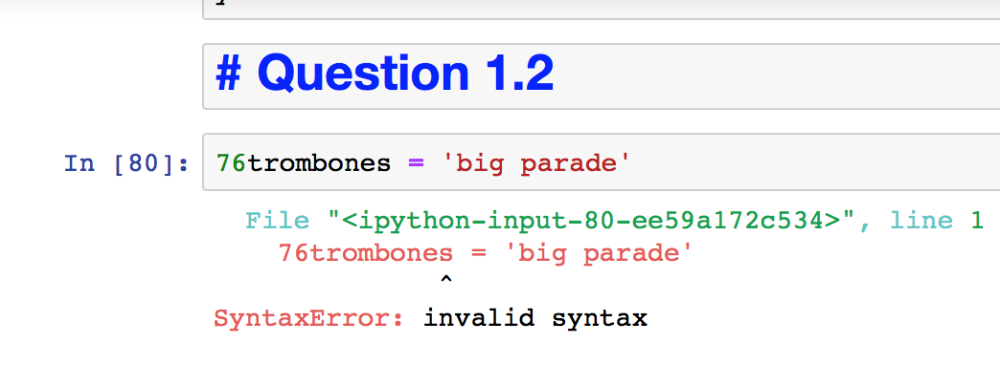 # Question 1.2
In [80]: 76trombones = 'big parade'
File "<ipython-input-80-ee59a172c534>", line 1
76trombones = 'big parade'
^
SyntaxError: invalid syntax